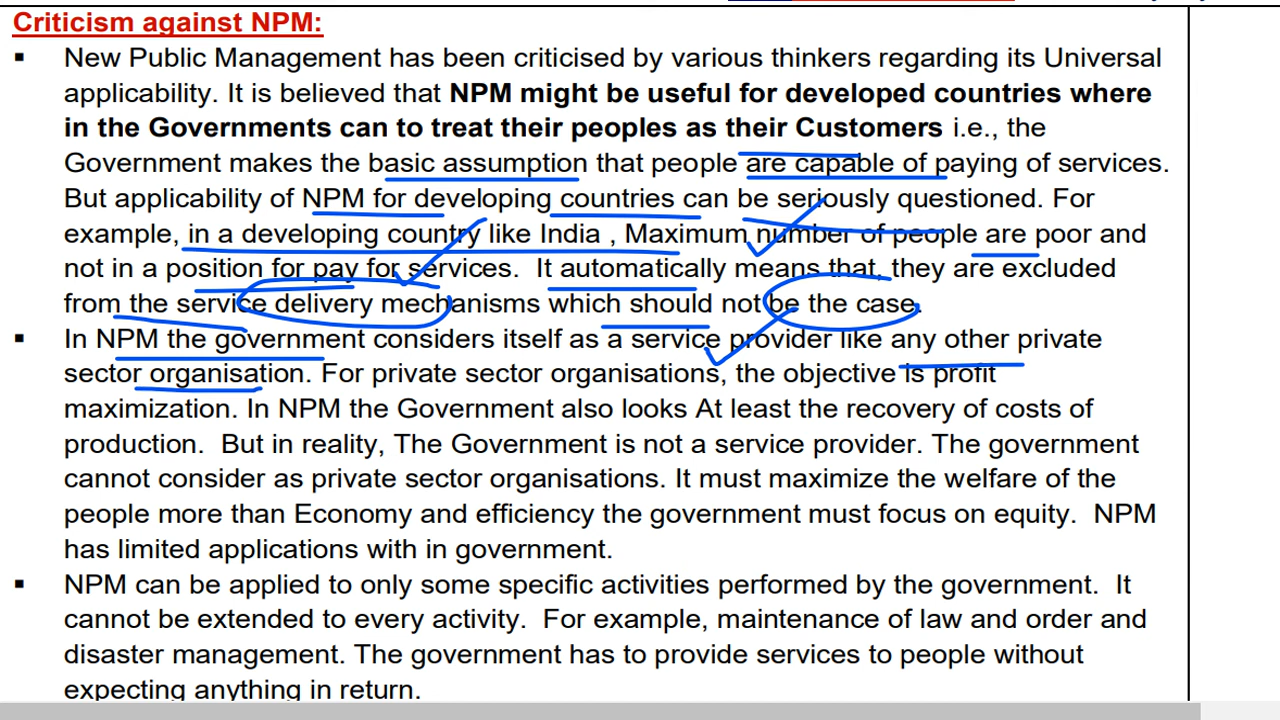 Criticism against NPM:
▪ New Public Management has been criticised by various thinkers regarding its Universal
applicability. It is believed that NPM might be useful for developed countries where
in the Governments can to treat their peoples as their Customers i.e., the
Government makes the basic assumption that people are capable of paying of services.
But applicability of NPM for developing countries can be seriously questioned. For
example, in a developing country like India , Maximum number of people are poor and
not in a position for pay for services.  It automatically means that, they are excluded
from the service delivery mechanisms which should not be the case.
▪ In NPM the government considers itself as a service provider like any other private
sector organisation. For private sector organisations, the objective is profit
maximization. In NPM the Government also looks At least the recovery of costs of
production.  But in reality, The Government is not a service provider. The government
cannot consider as private sector organisations. It must maximize the welfare of the
people more than Economy and efficiency the government must focus on equity.  NPM
has limited applications with in government.
▪ NPM can be applied to only some specific activities performed by the government.  It
cannot be extended to every activity.  For example, maintenance of law and order and
disaster management. The government has to provide services to people without
expecting anything in return.